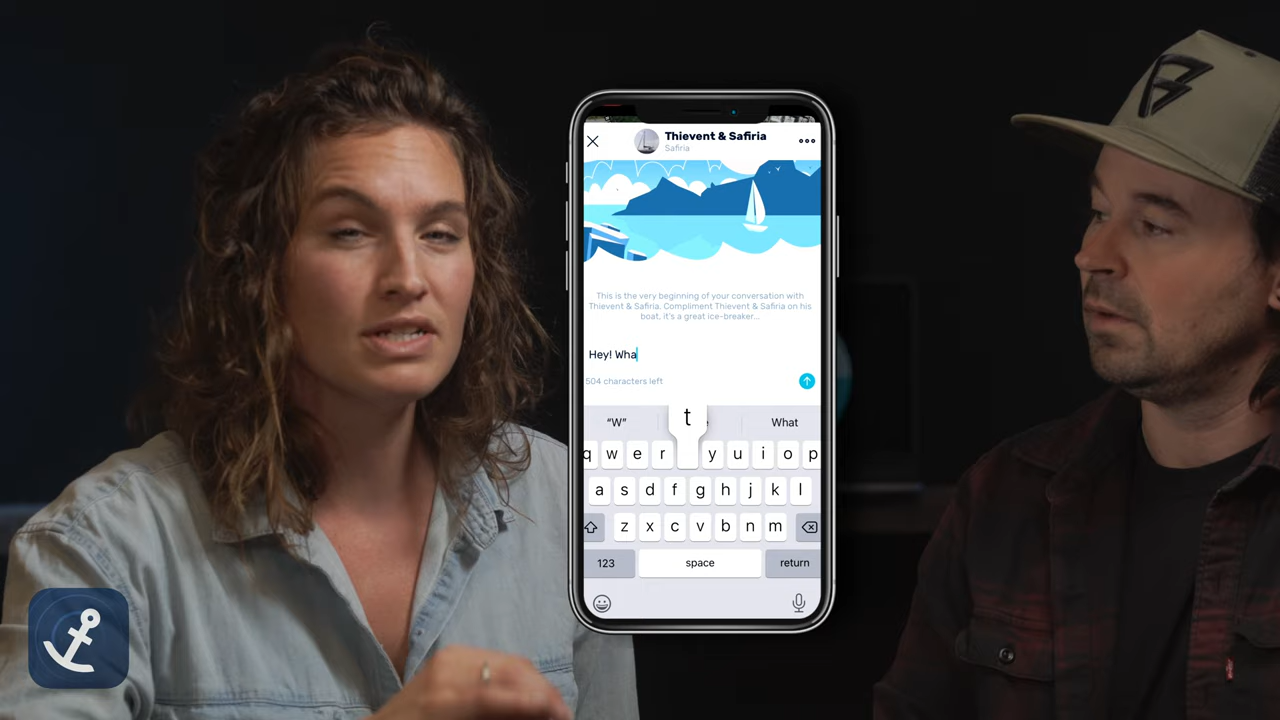 Thievent & Safiria
Safiria
This is the very beginning of your conversation with
Thievent & Safiria. Compliment Thievent & Safiria on his
boat, it's a great ice-breaker...
Hey! Wha
504 characters left
“W”
What
t
q w e r y u i o p
a s d f g h j k l
z x c v b n m
123 space return